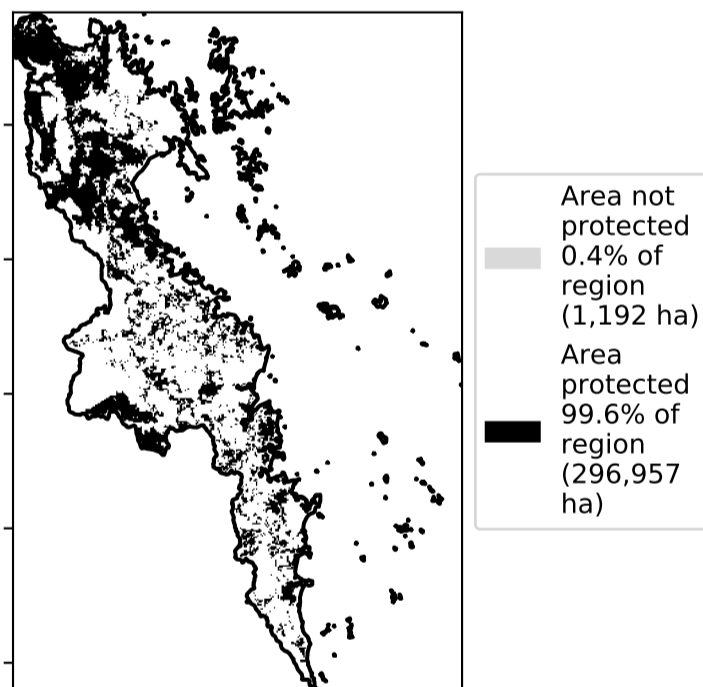 Area not
protected
0.4% of
region
(1,192 ha)
Area
protected
99.6% of
region
(296,957
ha)